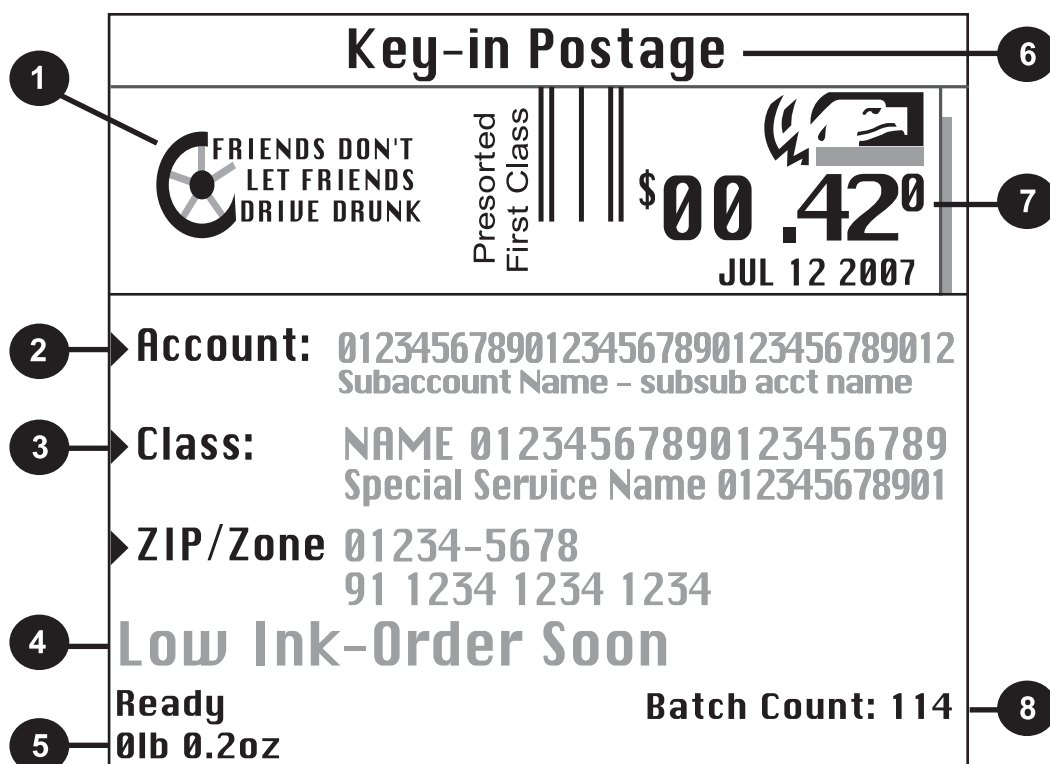 Key-in Postage
6
1
FRIENDS DON'T
LET FRIENDS
DRIVE DRUNK
Presorted
First Class
$00.420
7
JUL 12 2007
2
Account: 01234567890123456789012345678 9012
Subaccount Name - subsub acct name
3
Class: NAME 01234567890123456789
Special Service Name 012345678901
ZIP/Zone 01234-5678
91 1234 1234 1234
4
Low Ink-Order Soon
Ready
Batch Count: 114
8
5
0lb 0.2oz